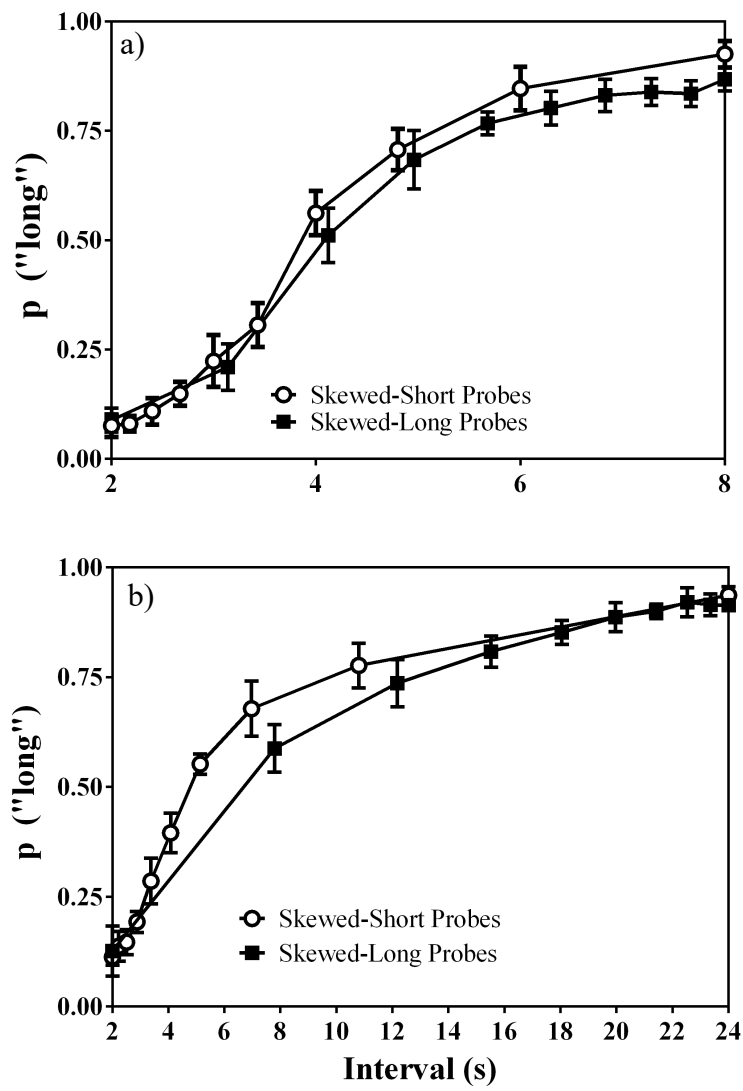 a)
1.00
0.75
0.50
0.25
0.00
p ("long")
Skewed-Short Probes
Skewed-Long Probes
2 4 6 8
b)
1.00
0.75
0.50
0.25
0.00
p ("long")
Skewed-Short Probes
Skewed-Long Probes
2 4 6 8 10 12 14 16 18 20 22 24
Interval (s)